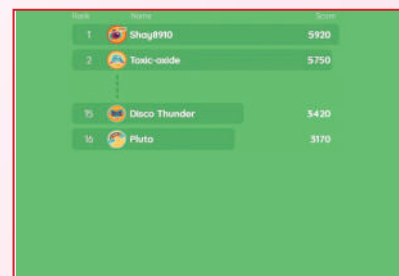 Rank Name Score
1 Shay8910 5920
2 Toxic-oxide 5750
15 Disco Thunder 3420
16 Pluto 3170